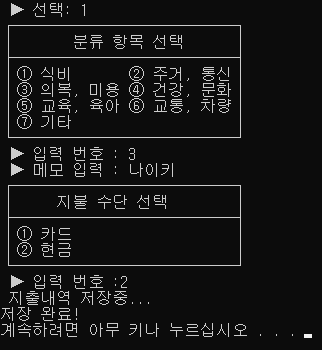 ▶ 선택: 1
분류 항목 선택
① 식비 ② 주거, 통신
③ 의복, 미용 ④ 건강, 문화
⑤ 교육, 육아 ⑥ 교통, 차량
⑦ 기타
▶ 입력 번호 : 3
▶ 메모 입력 : 나이키
지불 수단 선택
① 카드
② 현금
▶ 입력 번호 :2
지출내역 저장중...
저장 완료!
계속하려면 아무 키나 누르십시오 . . .